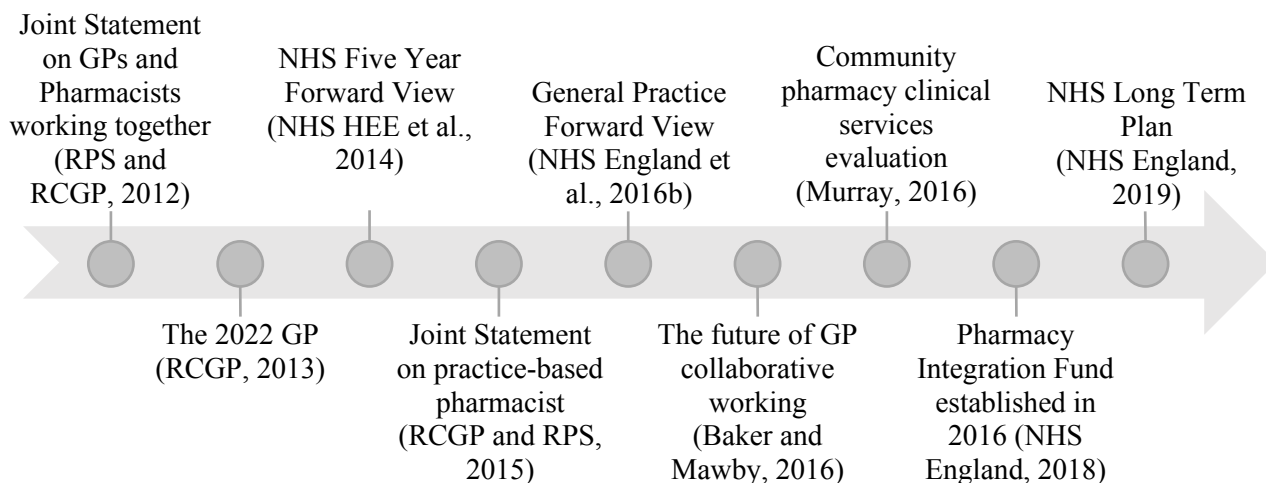 Joint Statement
on GPs and
Pharmacists
working together
(RPS and
RCGP, 2012)
The 2022 GP
(RCGP, 2013)
NHS Five Year
Forward View
(NHS HEE et al.,
2014)
Joint Statement
on practice-based
pharmacist
(RCGP and RPS,
2015)
General Practice
Forward View
(NHS England et
al., 2016b)
The future of GP
collaborative
working
(Baker and
Mawby, 2016)
Community
pharmacy clinical
services
evaluation
(Murray, 2016)
Pharmacy
Integration Fund
established in
2016 (NHS
England, 2018)
NHS Long Term
Plan
(NHS England,
2019)